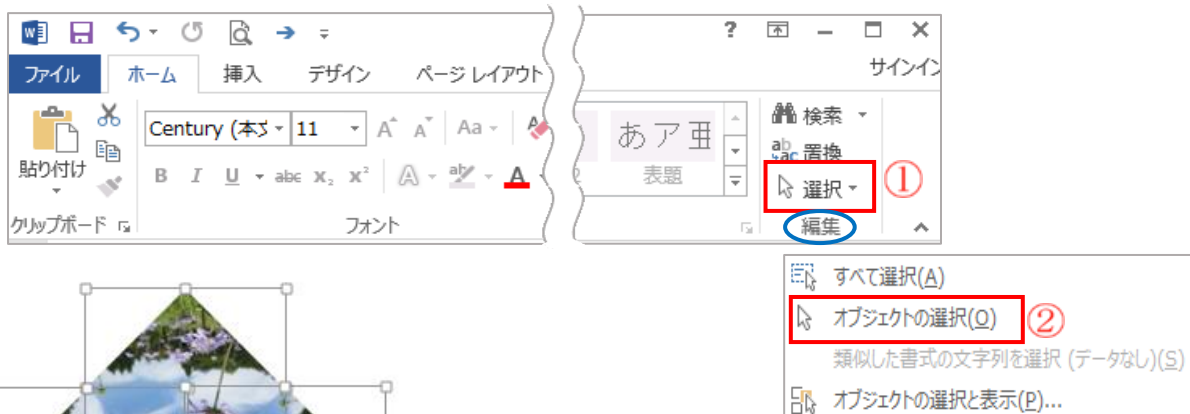 ?
サインイン
ファイル ホーム 挿入 デザイン ページ レイアウト
Century (本文 11 A A Aa
検索
貼り付け
あア亜
置換
B I U abc x₂ x² A aby A
表題
選択 ①
クリップボード フォント 編集
すべて選択(A)
オブジェクトの選択(O) ②
類似した書式の文字列を選択 (データなし)(S)
オブジェクトの選択と表示(P)...